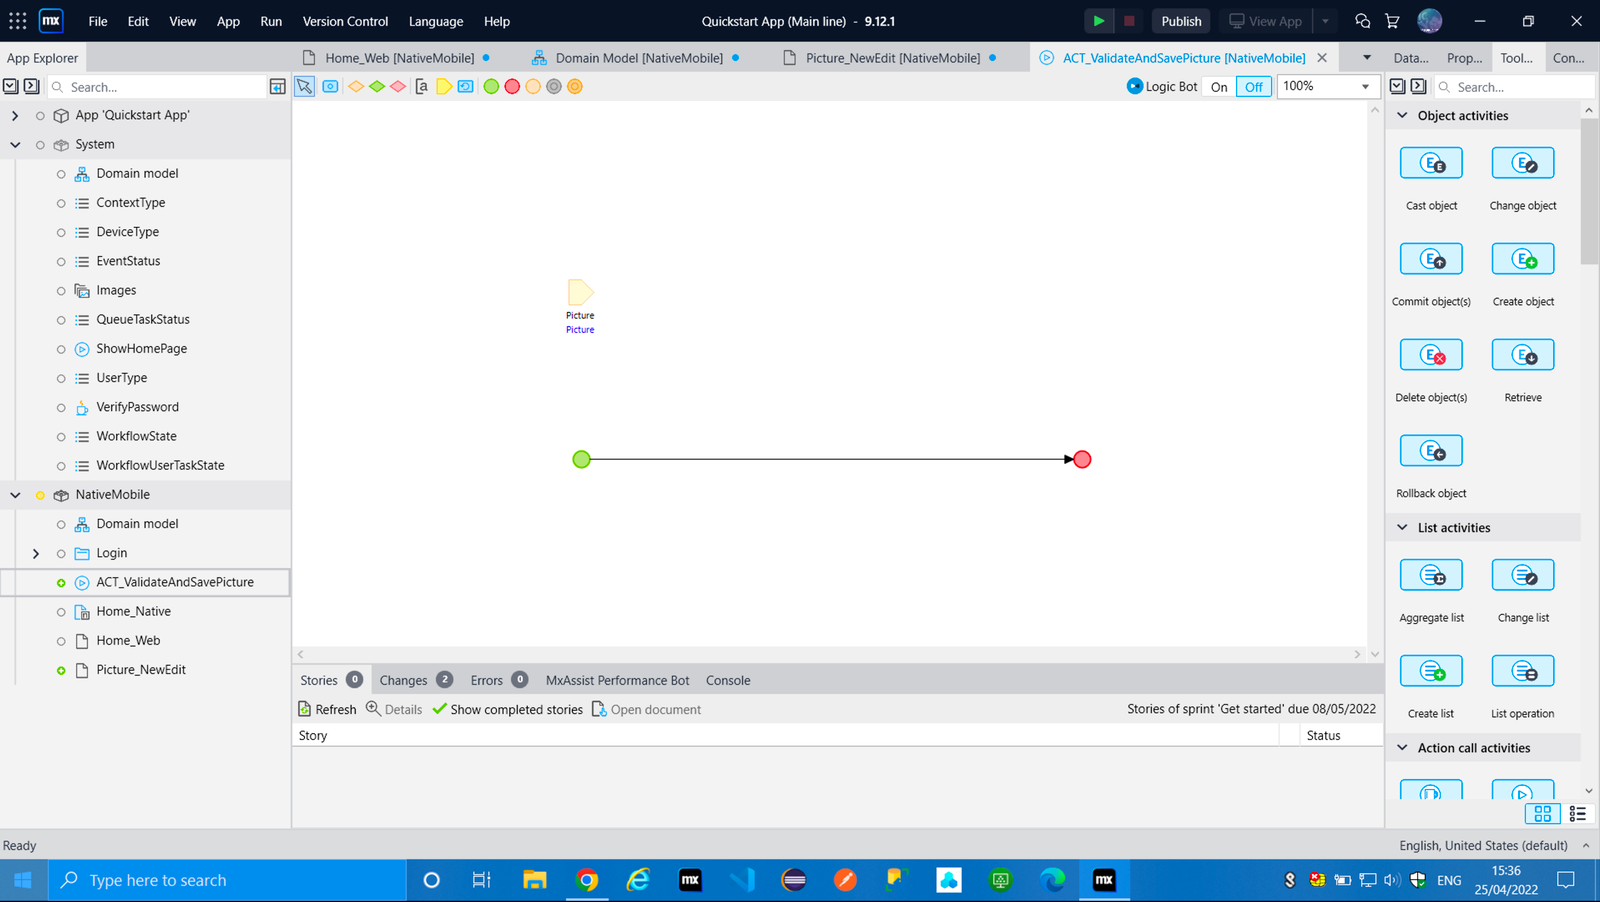 mx File Edit View App Run Version Control Language Help Quickstart App (Main line) - 9.12.1 Publish View App
App Explorer Home_Web [NativeMobile] Domain Model [NativeMobile] Picture_NewEdit [NativeMobile] ACT_ValidateAndSavePicture [NativeMobile] Data... Prop... Tool... Con...
Search... a Logic Bot On Off 100% Search...
App 'Quickstart App'
System
Domain model
ContextType
DeviceType
EventStatus
Images
QueueTaskStatus
ShowHomePage
UserType
VerifyPassword
WorkflowState
WorkflowUserTaskState
NativeMobile
Domain model
Login
ACT_ValidateAndSavePicture
Home_Native
Home_Web
Picture_NewEdit
Picture
Picture
Object activities
E E E E
Cast object Change object
E E
Commit object(s) Create object
E E
Delete object(s) Retrieve
E
Rollback object
List activities
Aggregate list Change list
Create list List operation
Action call activities
Stories 0 Changes 2 Errors 0 MxAssist Performance Bot Console
Refresh Details Show completed stories Open document Stories of sprint 'Get started' due 08/05/2022
Story Status
Ready English, United States (default)
Type here to search mx mx ENG 15:36
25/04/2022